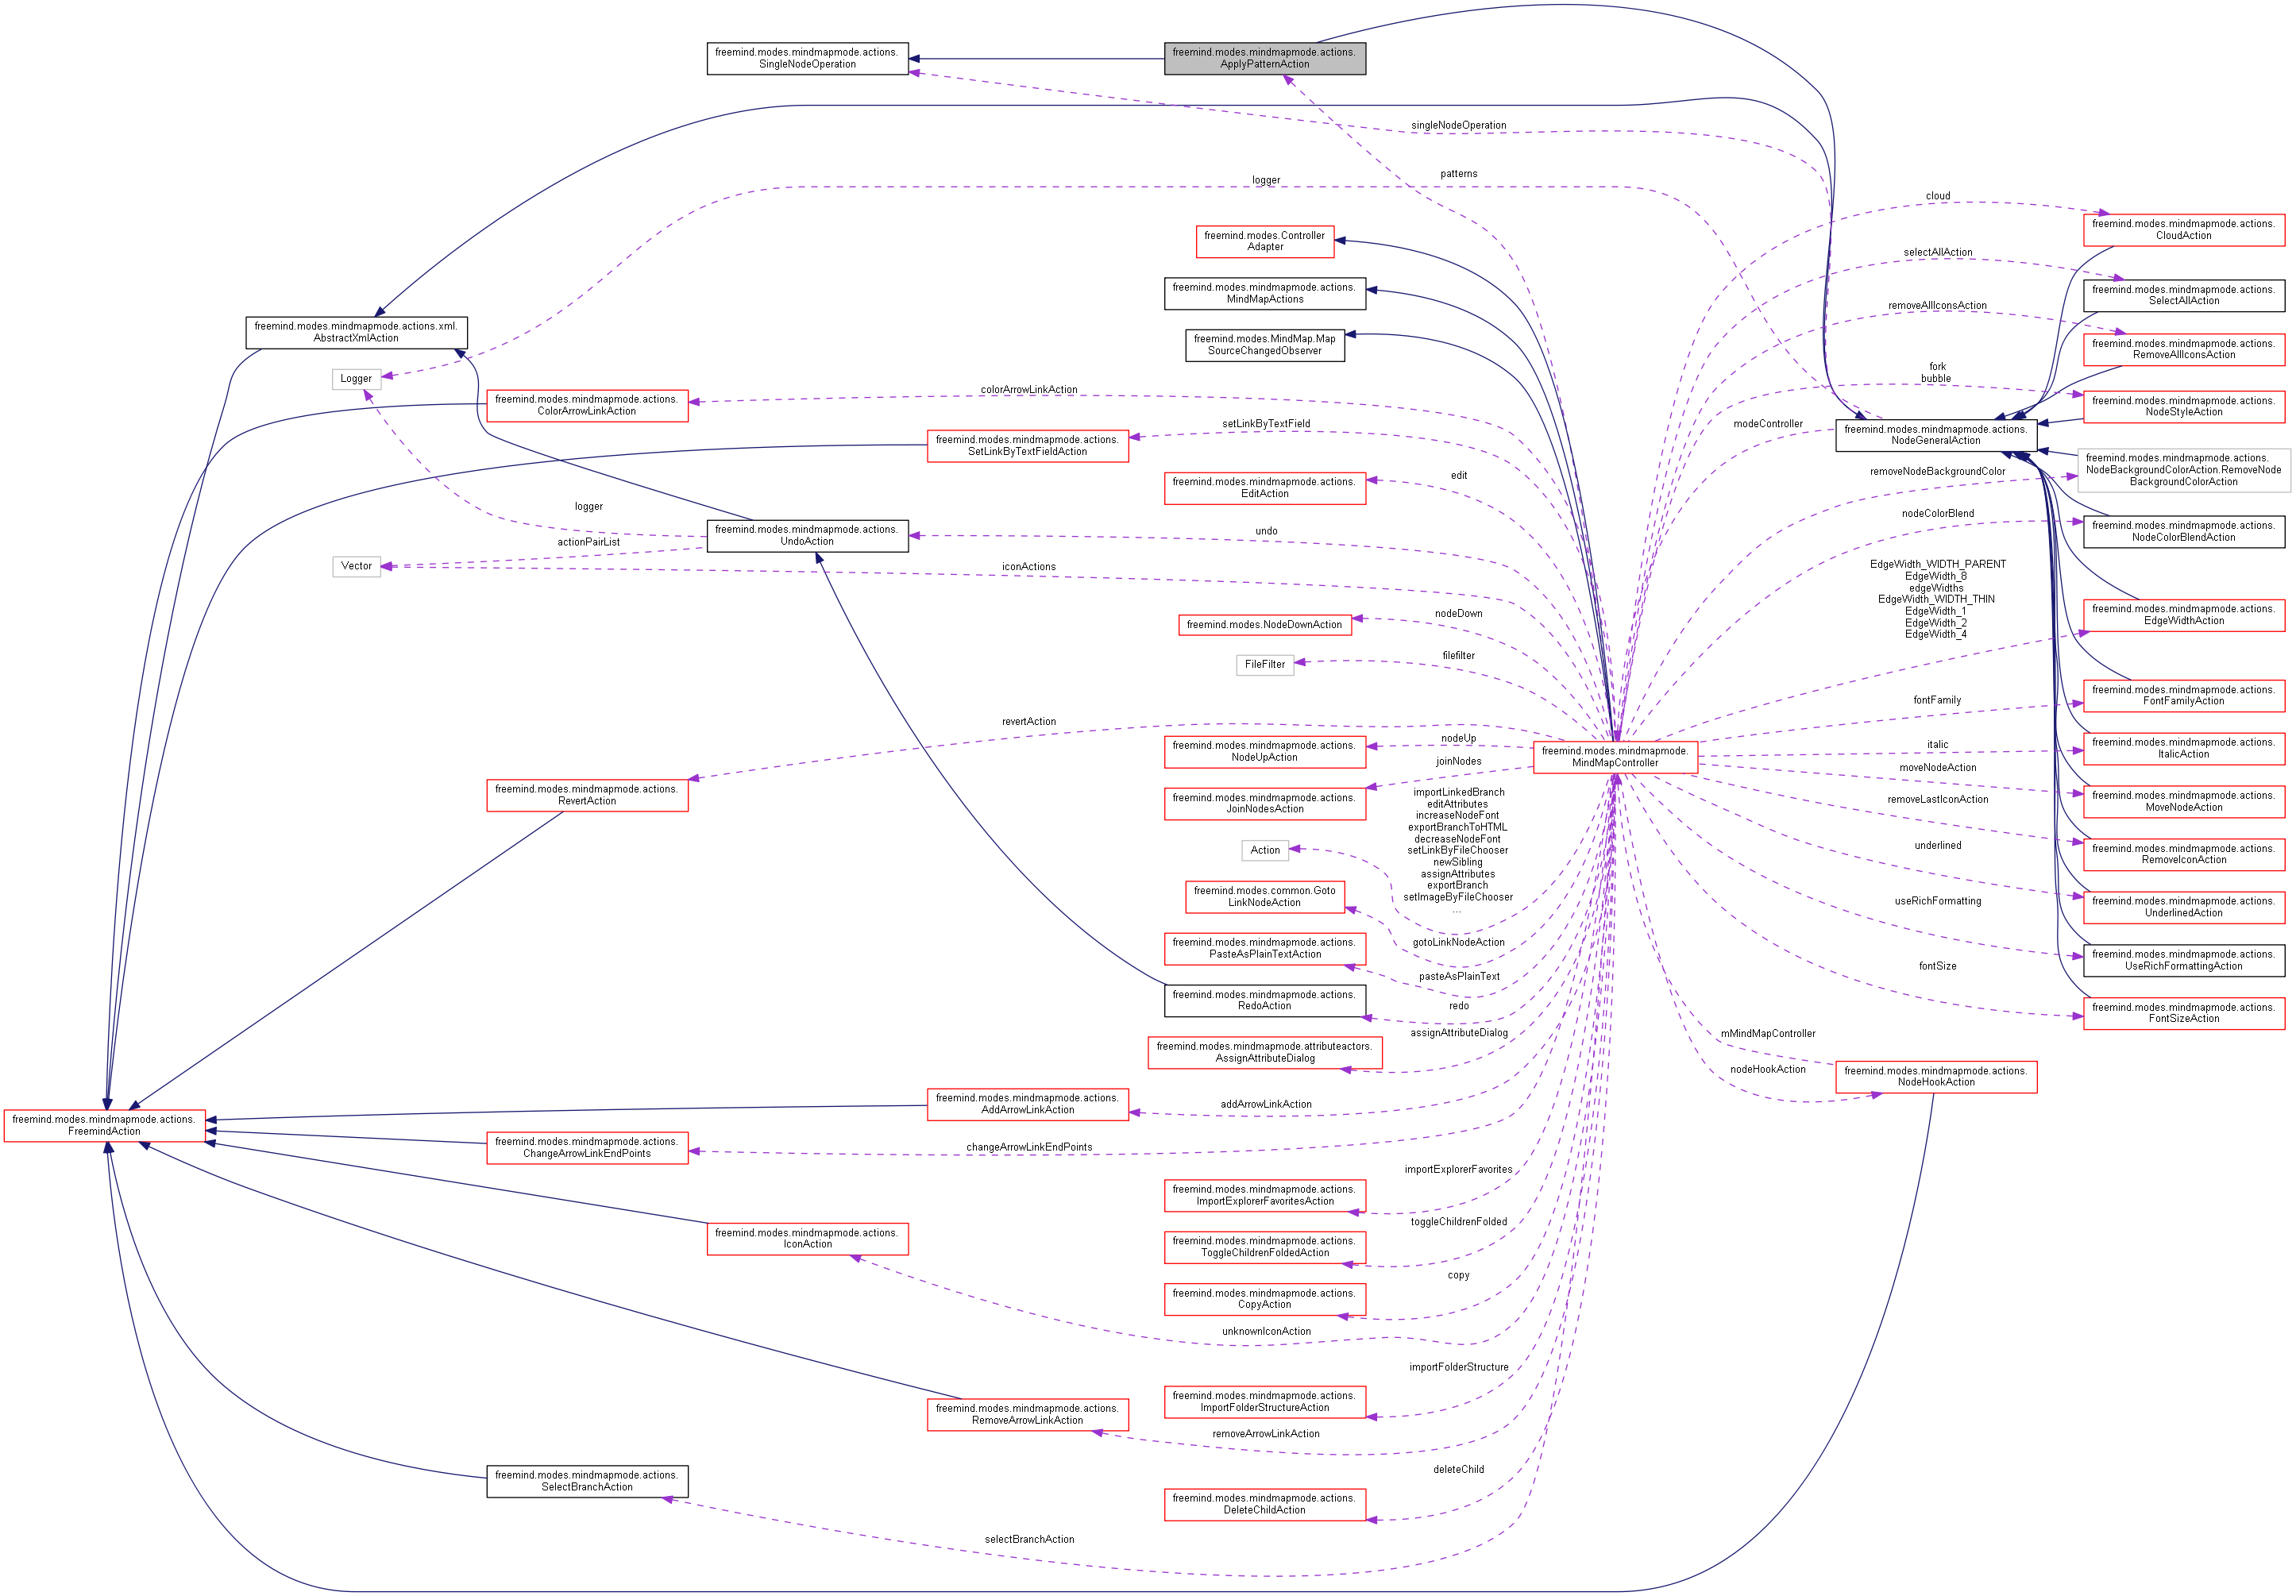 freemind.modes.mindmapmode.actions.
SingleNodeOperation
freemind.modes.mindmapmode.actions.
ApplyPatternAction
singleNodeOperation
patterns
logger
cloud
freemind.modes.mindmapmode.actions.
CloudAction
freemind.modes.Controller
Adapter
selectAllAction
freemind.modes.mindmapmode.actions.
SelectAllAction
freemind.modes.mindmapmode.actions.
MindMapActions
removeAllIconsAction
freemind.modes.mindmapmode.actions.
RemoveAllIconsAction
freemind.modes.mindmapmode.actions.xml.
AbstractXmlAction
freemind.modes.MindMap.Map
SourceChangedObserver
Logger
fork
bubble
freemind.modes.mindmapmode.actions.
NodeStyleAction
colorArrowLinkAction
freemind.modes.mindmapmode.actions.
ColorArrowLinkAction
setLinkByTextField
freemind.modes.mindmapmode.actions.
SetLinkByTextFieldAction
modeController
freemind.modes.mindmapmode.actions.
NodeGeneralAction
removeNodeBackgroundColor
freemind.modes.mindmapmode.actions.
NodeBackgroundColorAction.RemoveNode
BackgroundColorAction
edit
freemind.modes.mindmapmode.actions.
EditAction
logger
freemind.modes.mindmapmode.actions.
UndoAction
undo
nodeColorBlend
freemind.modes.mindmapmode.actions.
NodeColorBlendAction
actionPairList
Vector
iconActions
EdgeWidth_WIDTH_PARENT
EdgeWidth_8
edgeWidths
EdgeWidth_WIDTH_THIN
EdgeWidth_1
EdgeWidth_2
EdgeWidth_4
freemind.modes.mindmapmode.actions.
EdgeWidthAction
nodeDown
freemind.modes.NodeDownAction
filefilter
FileFilter
fontFamily
freemind.modes.mindmapmode.actions.
FontFamilyAction
revertAction
freemind.modes.mindmapmode.actions.
RevertAction
nodeUp
freemind.modes.mindmapmode.actions.
NodeUpAction
freemind.modes.mindmapmode.
MindMapController
italic
freemind.modes.mindmapmode.actions.
ItalicAction
joinNodes
freemind.modes.mindmapmode.actions.
JoinNodesAction
moveNodeAction
freemind.modes.mindmapmode.actions.
MoveNodeAction
importLinkedBranch
editAttributes
increaseNodeFont
exportBranchToHTML
decreaseNodeFont
setLinkByFileChooser
newSibling
assignAttributes
exportBranch
setImageByFileChooser
...
Action
removeLastIconAction
freemind.modes.mindmapmode.actions.
RemoveIconAction
underlined
freemind.modes.mindmapmode.actions.
UnderlinedAction
freemind.modes.common.Goto
LinkNodeAction
gotoLinkNodeAction
useRichFormatting
freemind.modes.mindmapmode.actions.
UseRichFormattingAction
freemind.modes.mindmapmode.actions.
PasteAsPlainTextAction
pasteAsPlainText
freemind.modes.mindmapmode.actions.
RedoAction
redo
fontSize
freemind.modes.mindmapmode.actions.
FontSizeAction
assignAttributeDialog
freemind.modes.mindmapmode.attributeactors.
AssignAttributeDialog
mMindMapController
nodeHookAction
freemind.modes.mindmapmode.actions.
NodeHookAction
freemind.modes.mindmapmode.actions.
FreemindAction
freemind.modes.mindmapmode.actions.
AddArrowLinkAction
addArrowLinkAction
freemind.modes.mindmapmode.actions.
ChangeArrowLinkEndPoints
changeArrowLinkEndPoints
importExplorerFavorites
freemind.modes.mindmapmode.actions.
ImportExplorerFavoritesAction
freemind.modes.mindmapmode.actions.
IconAction
toggleChildrenFolded
freemind.modes.mindmapmode.actions.
ToggleChildrenFoldedAction
copy
freemind.modes.mindmapmode.actions.
CopyAction
unknownIconAction
importFolderStructure
freemind.modes.mindmapmode.actions.
ImportFolderStructureAction
freemind.modes.mindmapmode.actions.
RemoveArrowLinkAction
removeArrowLinkAction
deleteChild
freemind.modes.mindmapmode.actions.
DeleteChildAction
freemind.modes.mindmapmode.actions.
SelectBranchAction
selectBranchAction